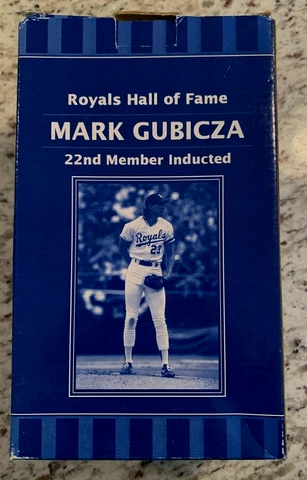 Royals Hall of Fame
MARK GUBICZA
22nd Member Inducted
Royals
23